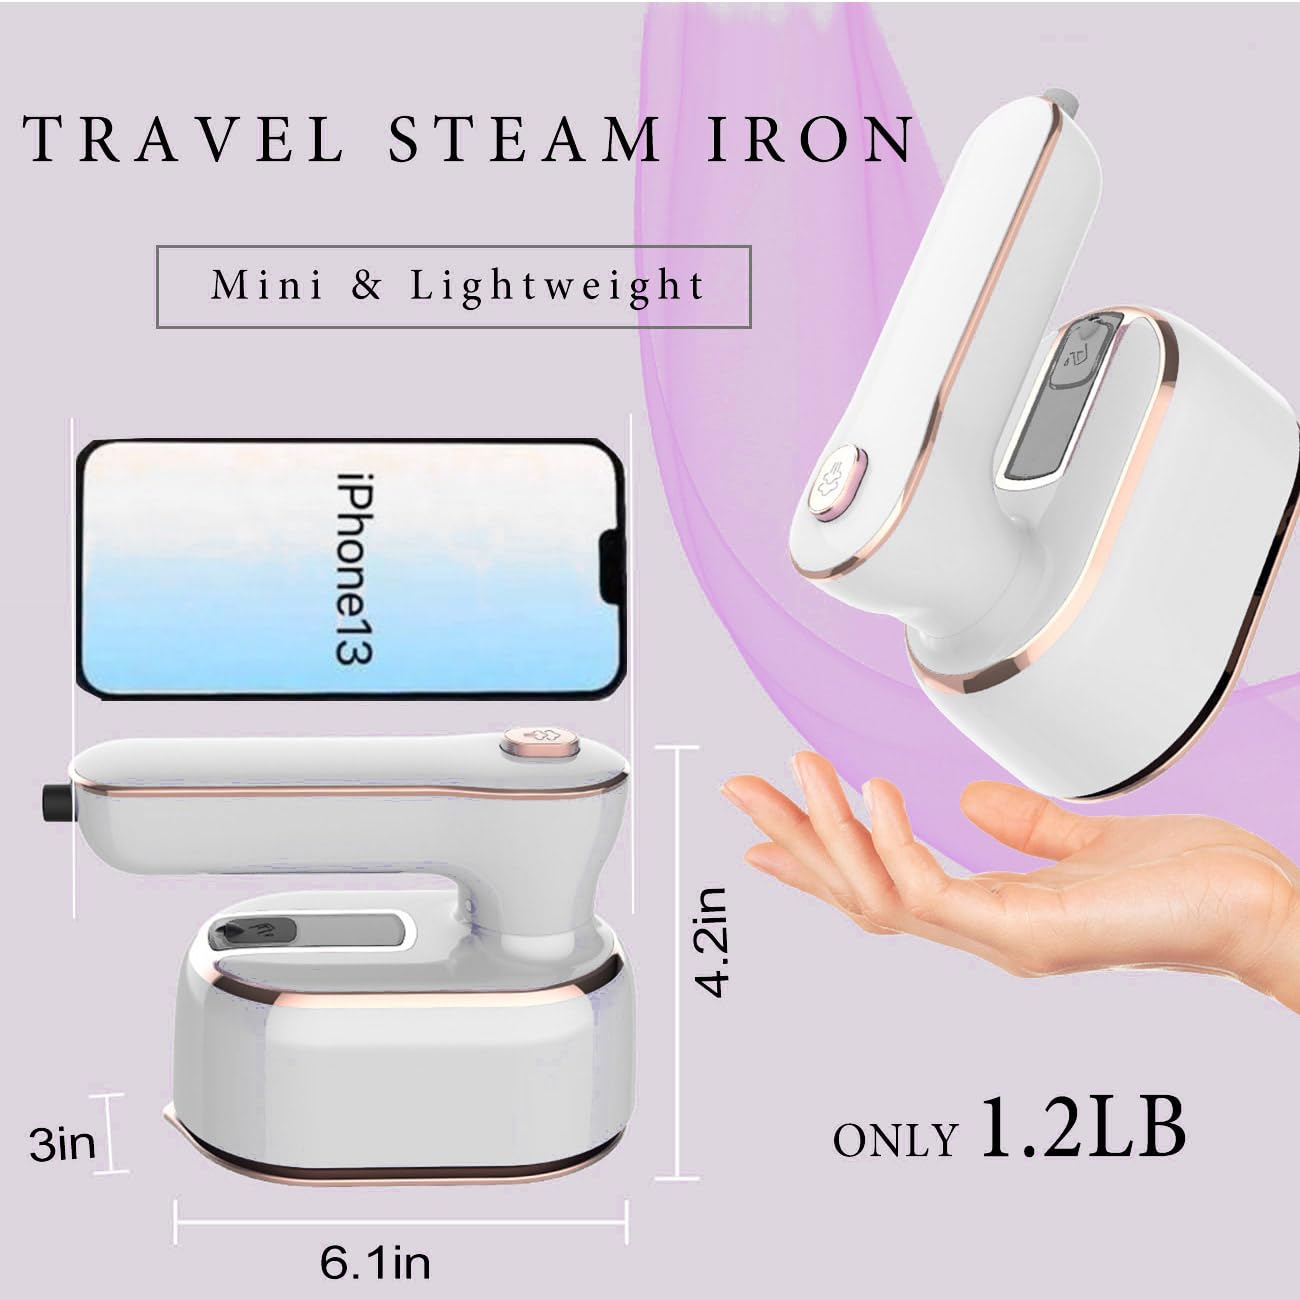 TRAVEL STEAM IRON
Mini & Lightweight
iPhone13
4.2in
3in
6.1in
ONLY 1.2LB